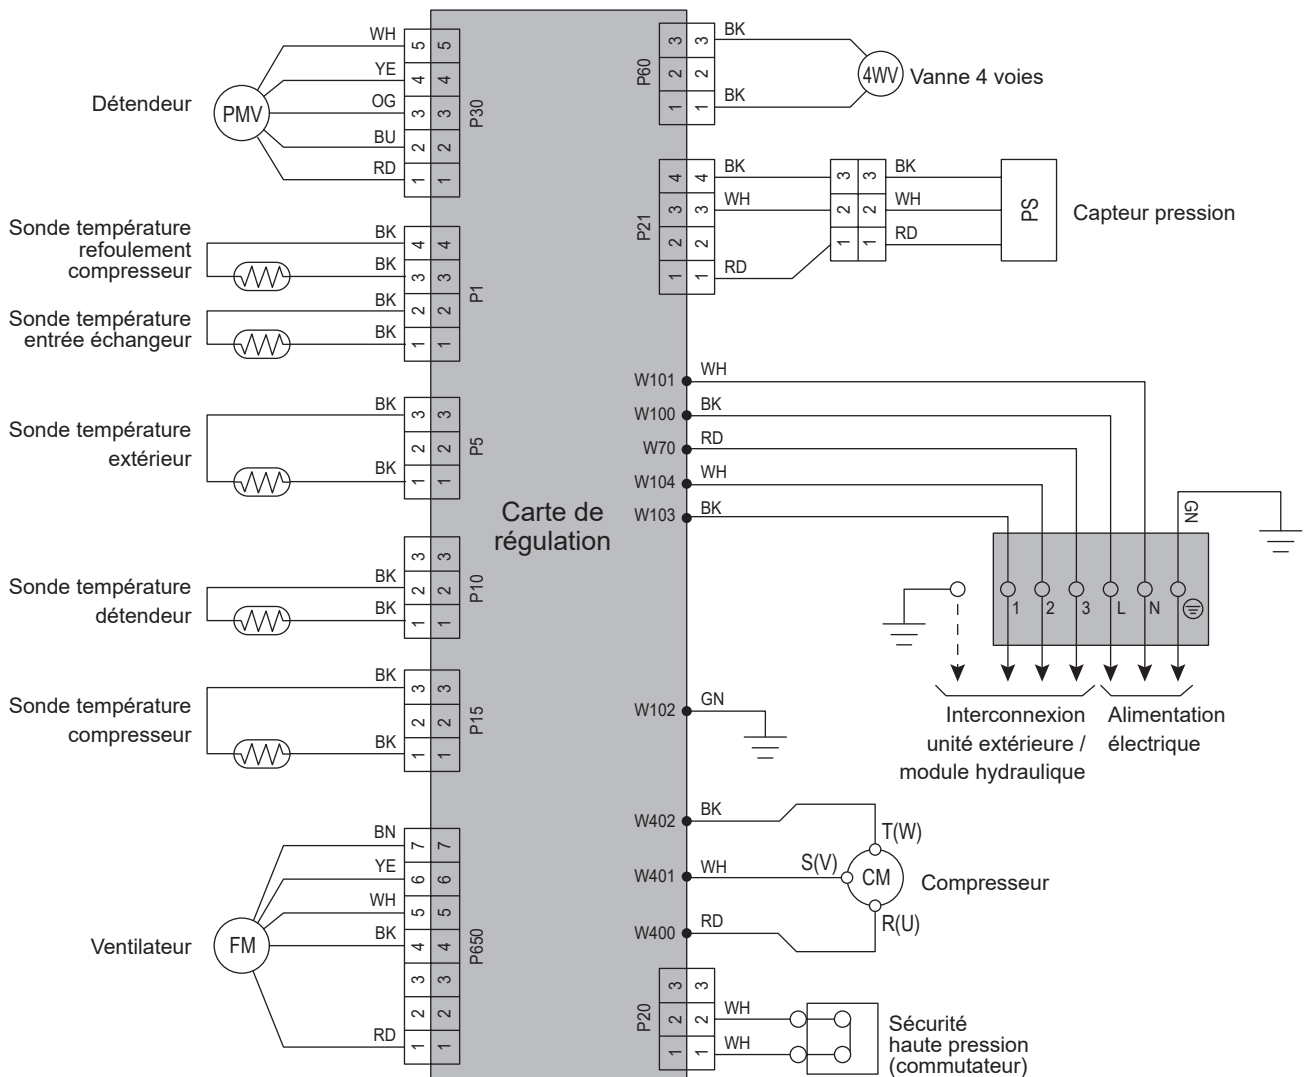 WH
5 5
YE
4 4
Détendeur
PMV
OG
3 3
P30
BU
2 2
RD
1 1
Sonde température
refoulement
compresseur
BK
4 4
BK
3 3
P1
Sonde température
entrée échangeur
BK
2 2
BK
1 1
Sonde température
extérieur
BK
3 3
2 2
P5
BK
1 1
Sonde température
détendeur
3 3
BK
2 2
P10
BK
1 1
Sonde température
compresseur
BK
3 3
2 2
P15
BK
1 1
Ventilateur
FM
BN
7 7
YE
6 6
WH
5 5
BK
4 4
P650
3 3
2 2
RD
1 1
Carte de
régulation
P60
3 3
BK
2 2
1 1
BK
4WV
Vanne 4 voies
P21
4 4
BK
3 3
BK
3 3
WH
2 2
WH
2 2
1 1
RD
1 1
RD
PS
Capteur pression
W101
WH
W100
BK
W70
RD
W104
WH
W103
BK
GN
1
2
3
L
N
Interconnexion
unité extérieure /
module hydraulique
Alimentation
électrique
W102
GN
W402
BK
T(W)
W401
WH
S(V)
CM
Compresseur
W400
RD
R(U)
P20
3 3
2 2
WH
1 1
WH
Sécurité
haute pression
(commutateur)